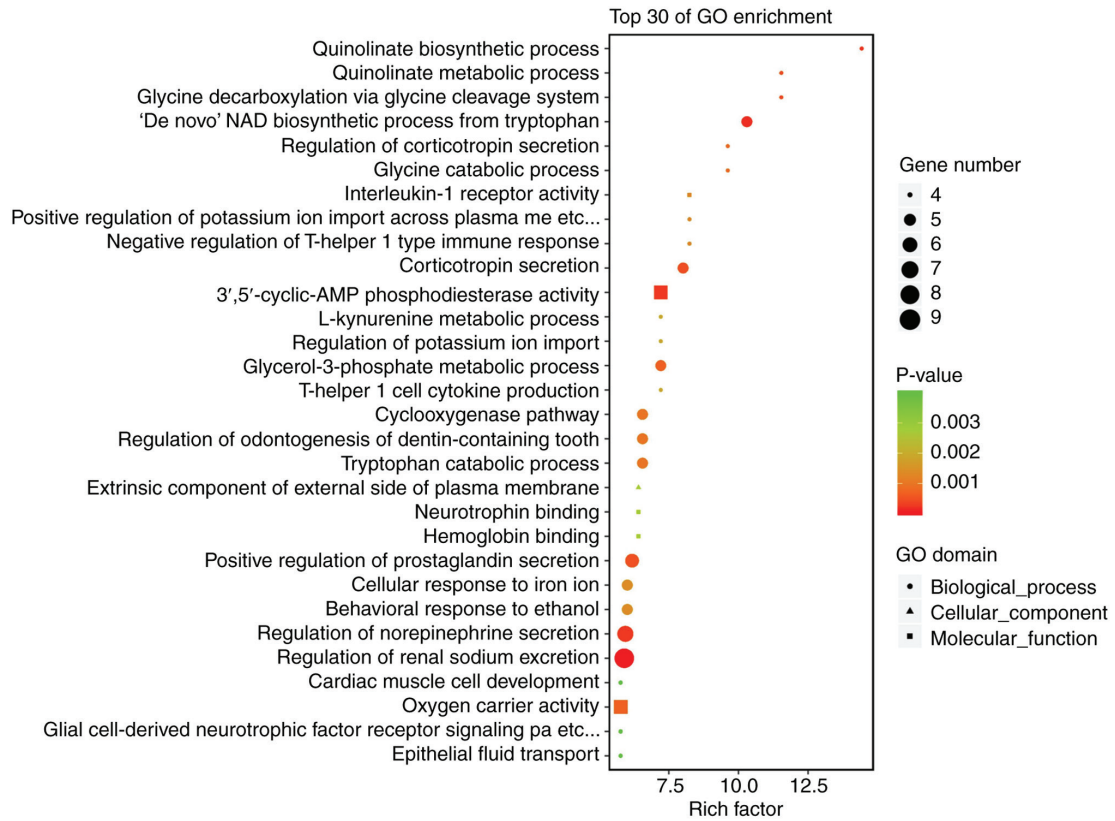 Top 30 of GO enrichment
Quinolinate biosynthetic process
Quinolinate metabolic process
Glycine decarboxylation via glycine cleavage system
‘De novo’ NAD biosynthetic process from tryptophan
Regulation of corticotropin secretion
Glycine catabolic process
Interleukin-1 receptor activity
Positive regulation of potassium ion import across plasma me etc...
Negative regulation of T-helper 1 type immune response
Corticotropin secretion
3′,5′-cyclic-AMP phosphodiesterase activity
L-kynurenine metabolic process
Regulation of potassium ion import
Glycerol-3-phosphate metabolic process
T-helper 1 cell cytokine production
Cyclooxygenase pathway
Regulation of odontogenesis of dentin-containing tooth
Tryptophan catabolic process
Extrinsic component of external side of plasma membrane
Neurotrophin binding
Hemoglobin binding
Positive regulation of prostaglandin secretion
Cellular response to iron ion
Behavioral response to ethanol
Regulation of norepinephrine secretion
Regulation of renal sodium excretion
Cardiac muscle cell development
Oxygen carrier activity
Glial cell-derived neurotrophic factor receptor signaling pa etc...
Epithelial fluid transport
7.5 10.0 12.5
Rich factor
Gene number
4
5
6
7
8
9
P-value
0.003
0.002
0.001
GO domain
Biological_process
Cellular_component
Molecular_function